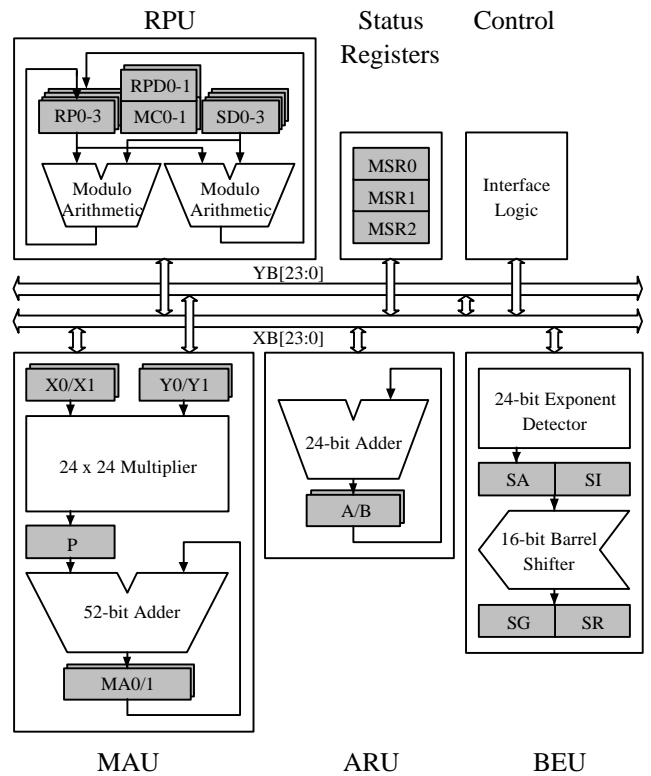 RPU
Status
Registers
Control
RPD0-1
RP0-3
MC0-1
SD0-3
Modulo
Arithmetic
Modulo
Arithmetic
MSR0
MSR1
MSR2
Interface
Logic
YB[23:0]
XB[23:0]
X0/X1
Y0/Y1
24 x 24 Multiplier
P
52-bit Adder
MA0/1
24-bit Adder
A/B
24-bit Exponent
Detector
SA
SI
16-bit Barrel
Shifter
SG
SR
MAU
ARU
BEU